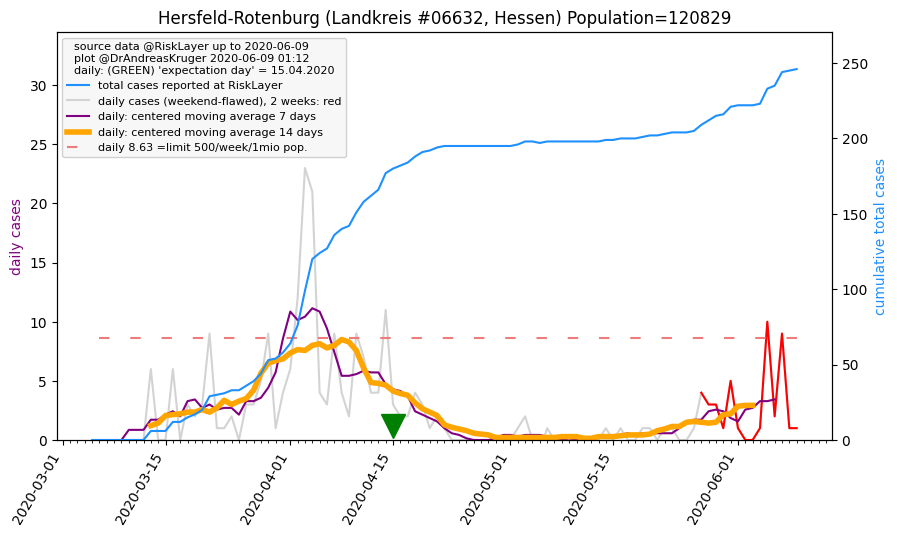 Hersfeld-Rotenburg (Landkreis #06632, Hessen) Population=120829
source data @RiskLayer up to 2020-06-09
plot @DrAndreasKruger 2020-06-09 01:12
daily: (GREEN) 'expectation day' = 15.04.2020
total cases reported at RiskLayer
daily cases (weekend-flawed), 2 weeks: red
daily: centered moving average 7 days
daily: centered moving average 14 days
daily 8.63 =limit 500/week/1mio pop.
daily cases
30
25
20
15
10
5
0
cumulative total cases
250
200
150
100
50
0
2020-03-01
2020-03-15
2020-04-01
2020-04-15
2020-05-01
2020-05-15
2020-06-01